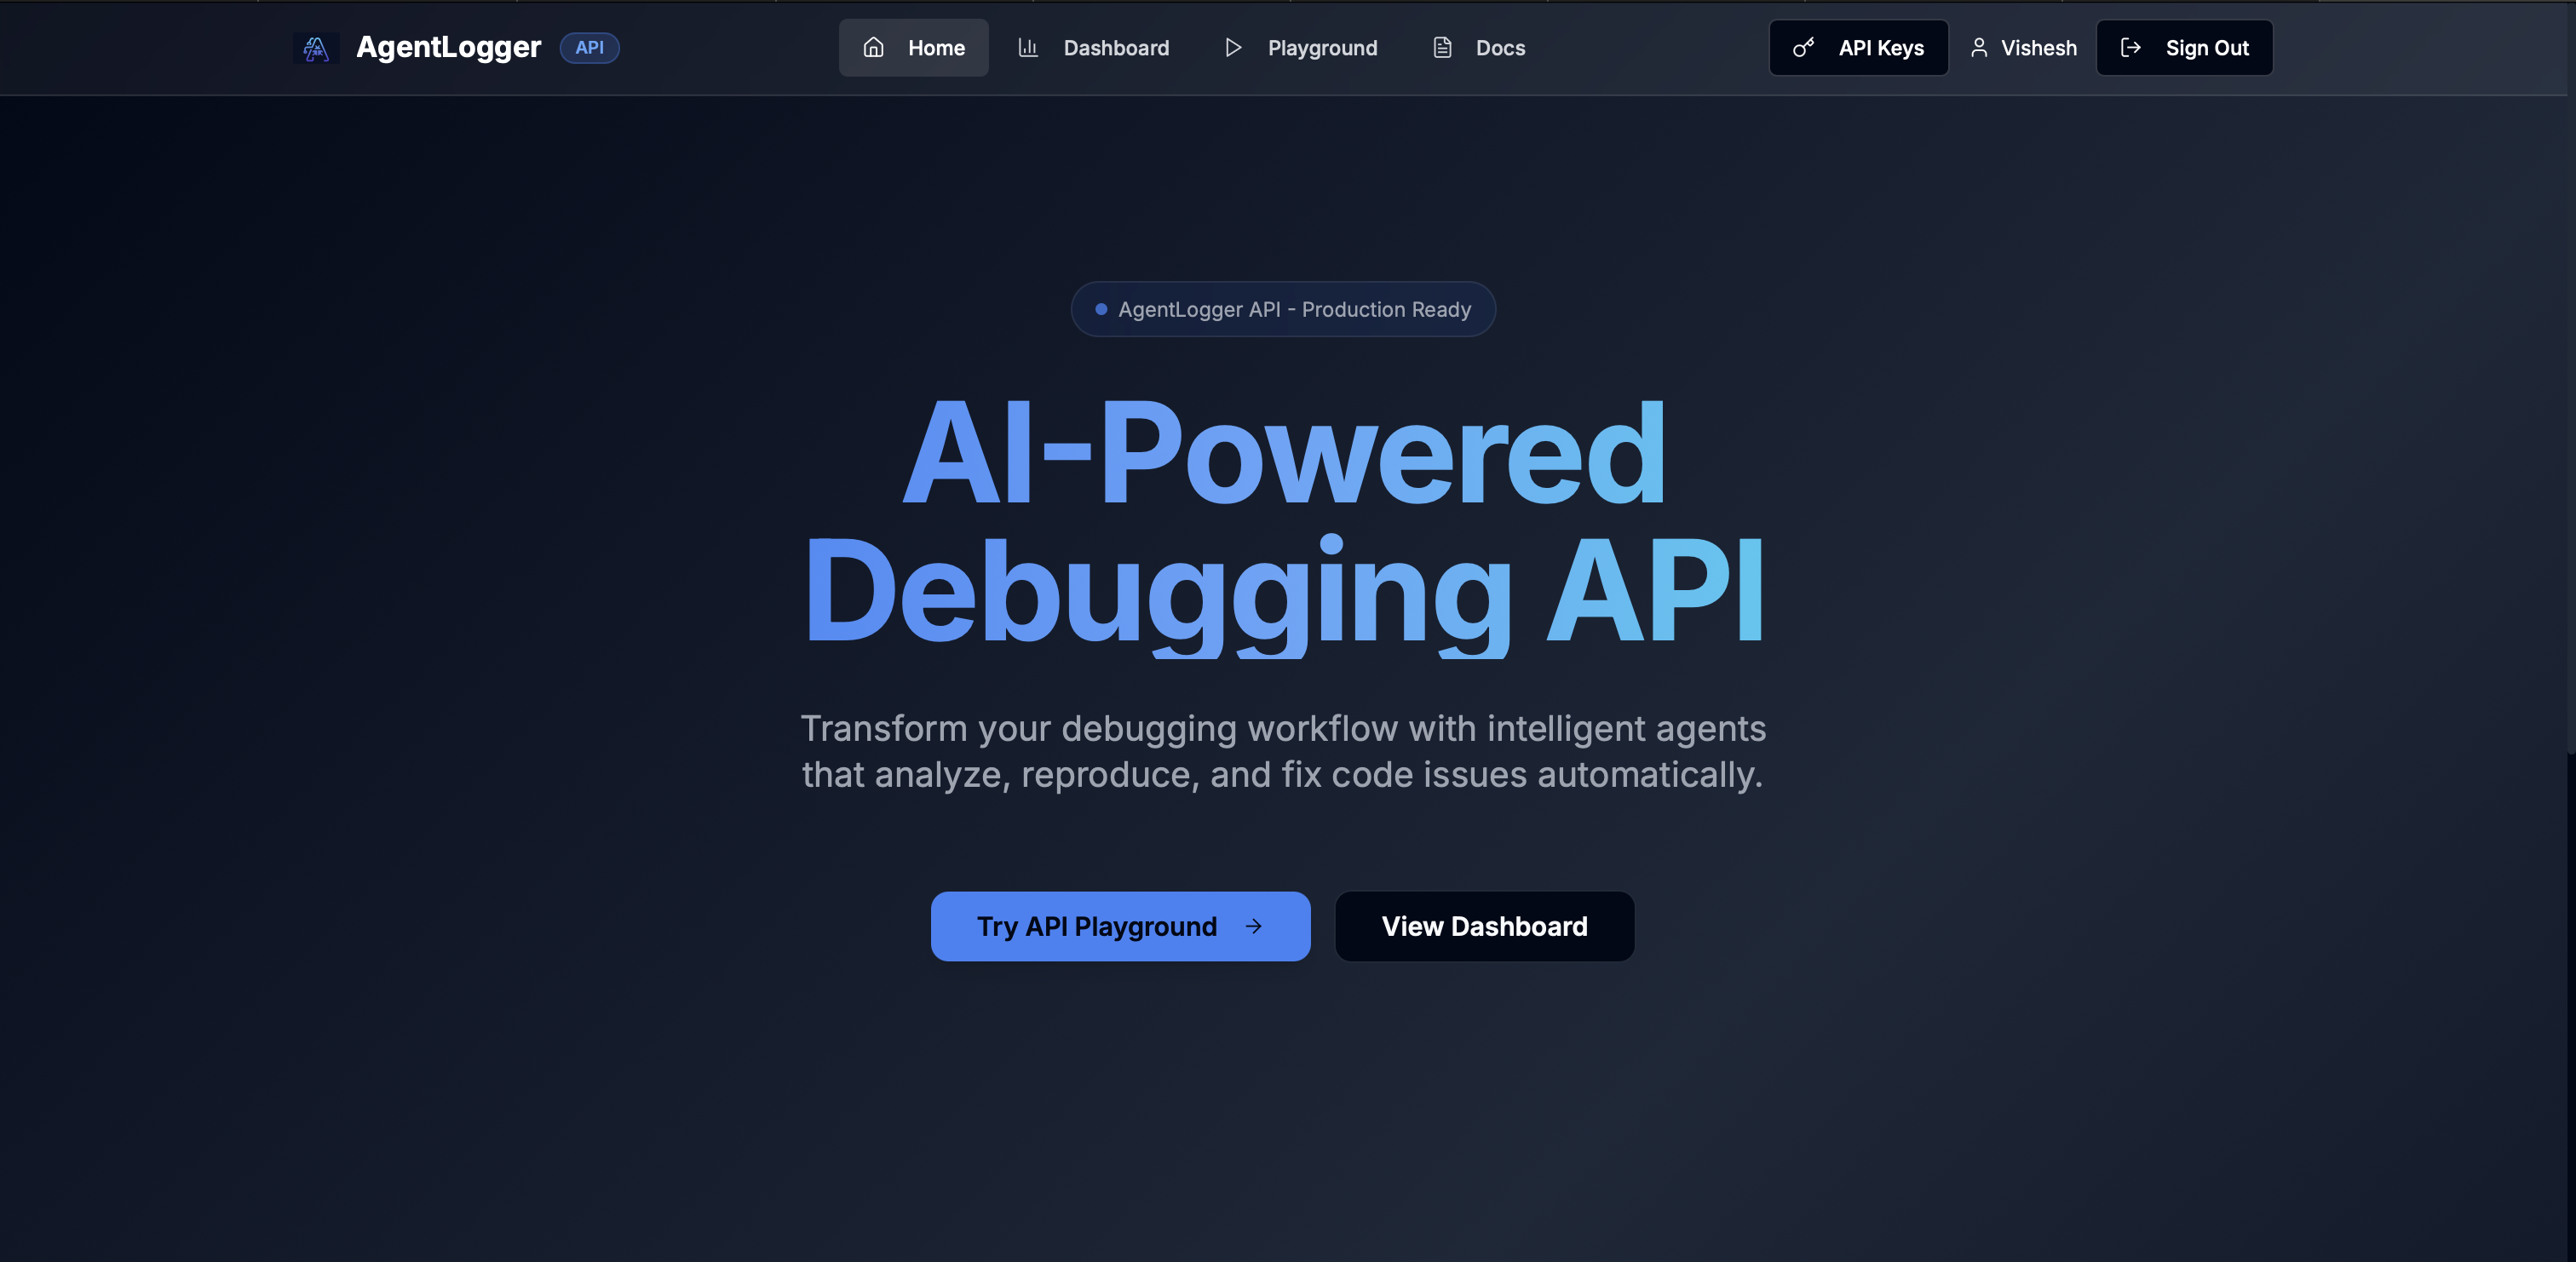 AgentLogger API Home Dashboard Playground Docs API Keys Vishesh Sign Out
AgentLogger API - Production Ready
AI-Powered
Debugging API
Transform your debugging workflow with intelligent agents
that analyze, reproduce, and fix code issues automatically.
Try API Playground → View Dashboard